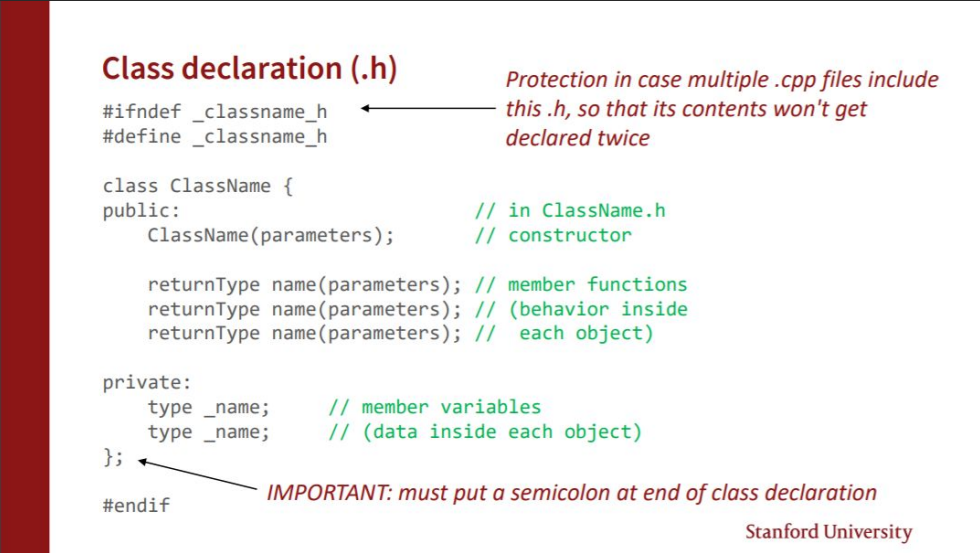 Class declaration (.h)
Protection in case multiple .cpp files include
this .h, so that its contents won't get
declared twice
#ifndef _classname_h
#define _classname_h
class ClassName {
public: // in ClassName.h
ClassName(parameters); // constructor
returnType name(parameters); // member functions
returnType name(parameters); // (behavior inside
returnType name(parameters); // each object)
private:
type _name; // member variables
type _name; // (data inside each object)
};
IMPORTANT: must put a semicolon at end of class declaration
#endif
Stanford University